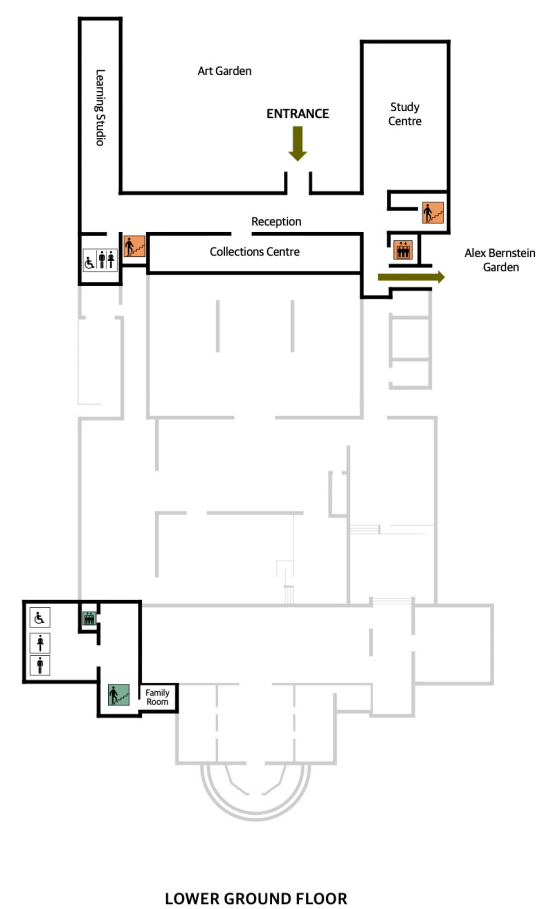 Art Garden
Learning Studio
ENTRANCE
Study
Centre
Reception
Collections Centre
Alex Bernstein
Garden
Family
Room
LOWER GROUND FLOOR